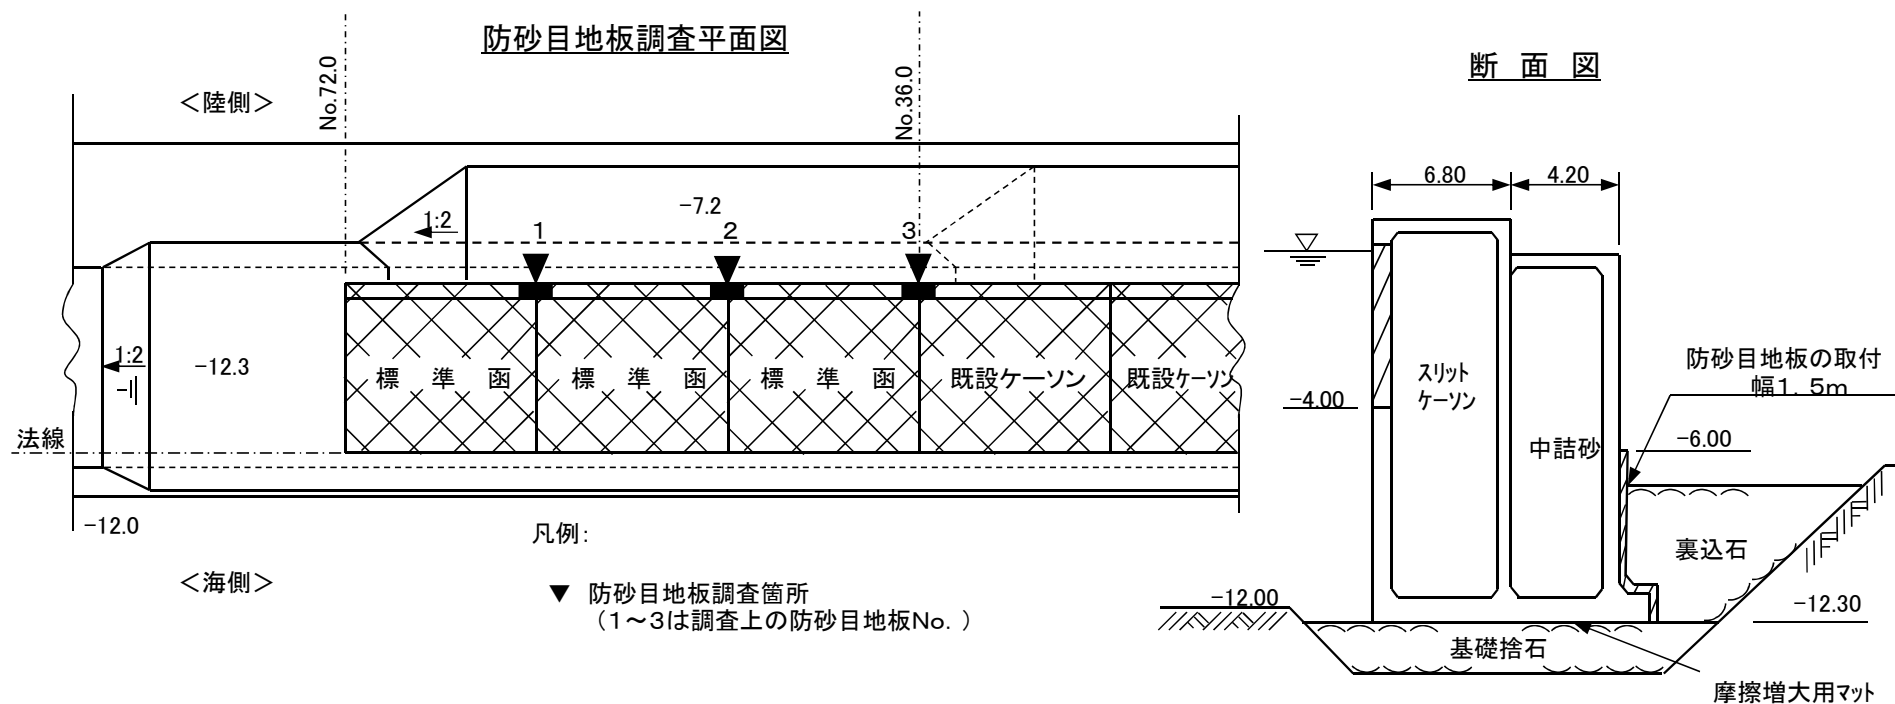 防砂目地板調査平面図
断 面 図
＜陸側＞
No.72.0
No.36.0
6.80
4.20
-7.2
1:2
1
2
3
1:2
-12.3
標 準 函
標 準 函
標 準 函
既設ケーソン
既設ケーソン
法線
-12.0
＜海側＞
凡例：
▼ 防砂目地板調査箇所
（1～3は調査上の防砂目地板No. ）
-4.00
スリット
ケーソン
中詰砂
防砂目地板の取付
幅1．5m
-6.00
裏込石
-12.00
-12.30
基礎捨石
摩擦増大用マット